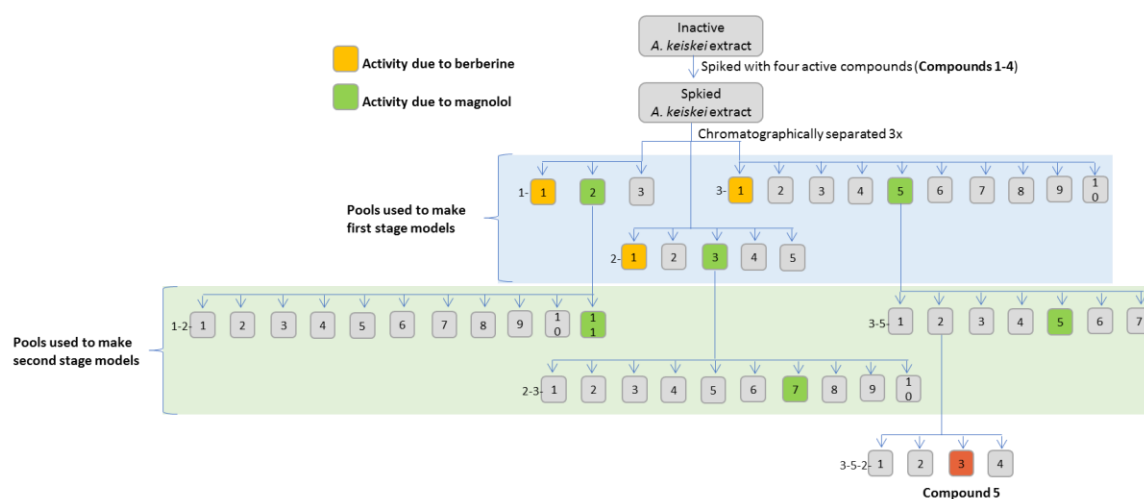 Inactive
A. keiskei extract
Activity due to berberine
Spiked with four active compounds (Compounds 1-4)
Activity due to magnolol
Spkied
A. keiskei extract
Chromatographically separated 3x
1- 1 2 3
3- 1 2 3 4 5 6 7 8 9 10
Pools used to make
first stage models
2- 1 2 3 4 5
1-2- 1 2 3 4 5 6 7 8 9 10 11
3-5- 1 2 3 4 5 6 7
Pools used to make
second stage models
2-3- 1 2 3 4 5 6 7 8 9 10
3-5-2- 1 2 3 4
Compound 5